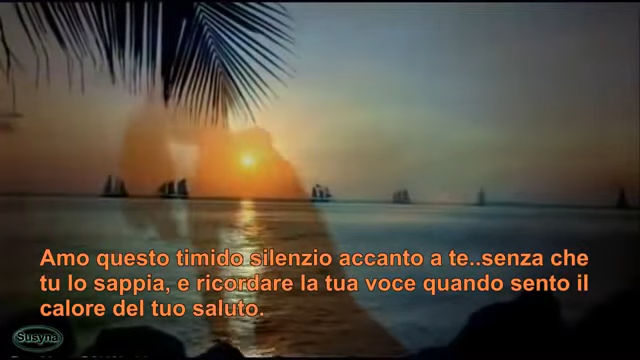 Amo questo timido silenzio accanto a te..senza che
tu lo sappia, e ricordare la tua voce quando sento il
calore del tuo saluto.
Susyna